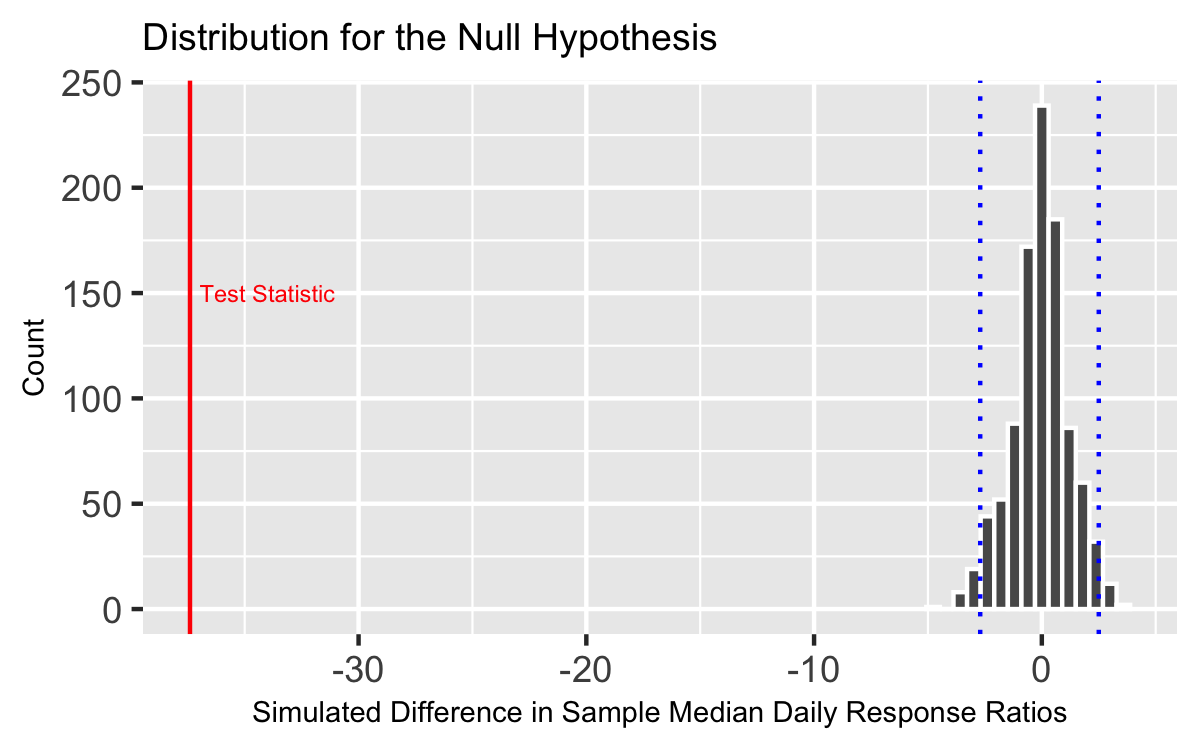 Distribution for the Null Hypothesis
250
200
150
100
50
0
Count
Test Statistic
-30
-20
-10
0
Simulated Difference in Sample Median Daily Response Ratios